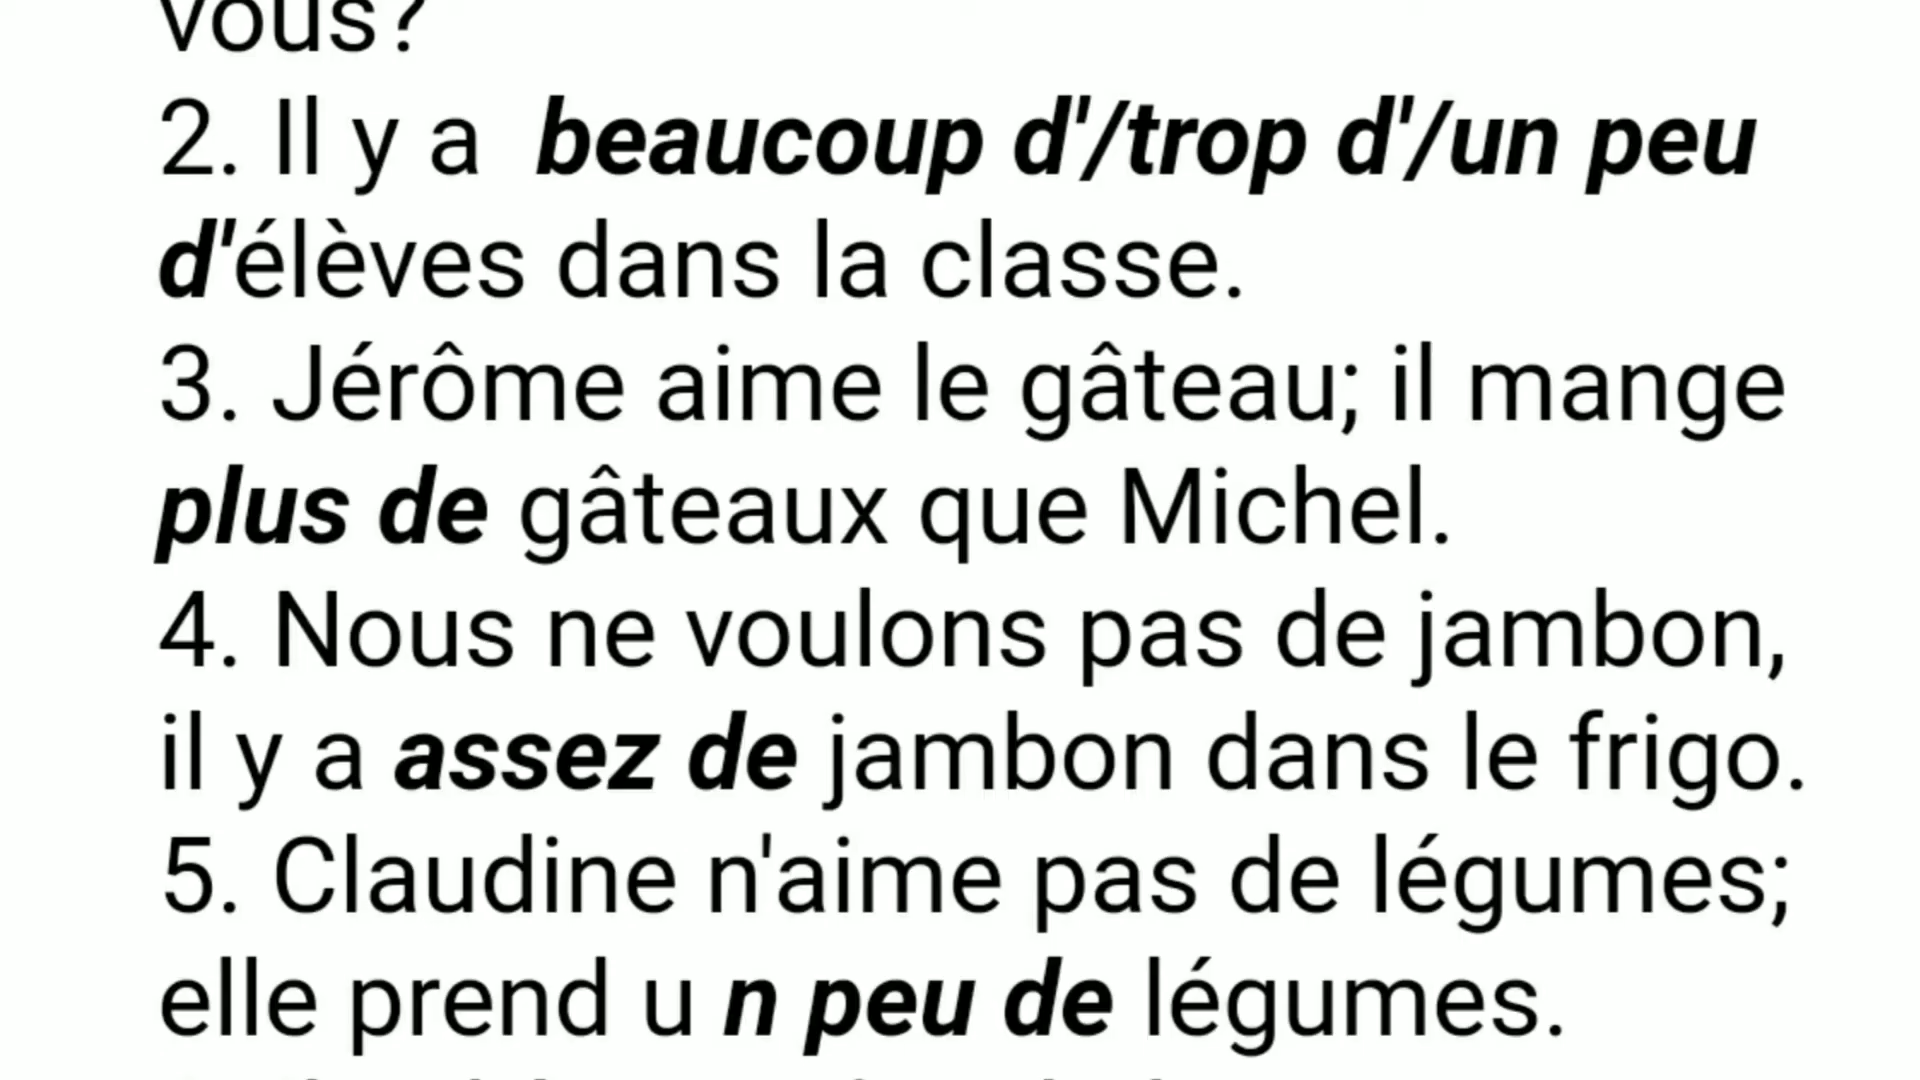 vous?
2. Il y a beaucoup d'/trop d'/un peu
d'élèves dans la classe.
3. Jérôme aime le gâteau; il mange
plus de gâteaux que Michel.
4. Nous ne voulons pas de jambon,
il y a assez de jambon dans le frigo.
5. Claudine n'aime pas de légumes;
elle prend u n peu de légumes.